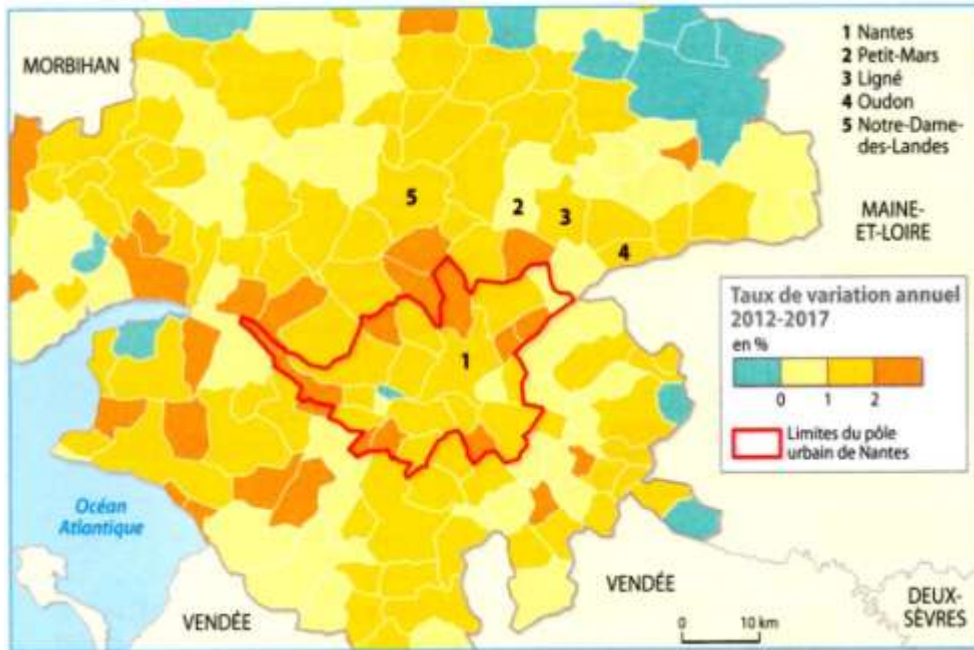 MORBIHAN
1 Nantes
2 Petit-Mars
3 Ligné
4 Oudon
5 Notre-Dame-
des-Landes
5
2
3
4
MAINE-
ET-LOIRE
1
Taux de variation annuel
2012-2017
en %
0 1 2
Limites du pôle
urbain de Nantes
Océan
Atlantique
VENDÉE
VENDÉE
DEUX-
SÈVRES
0 10 km